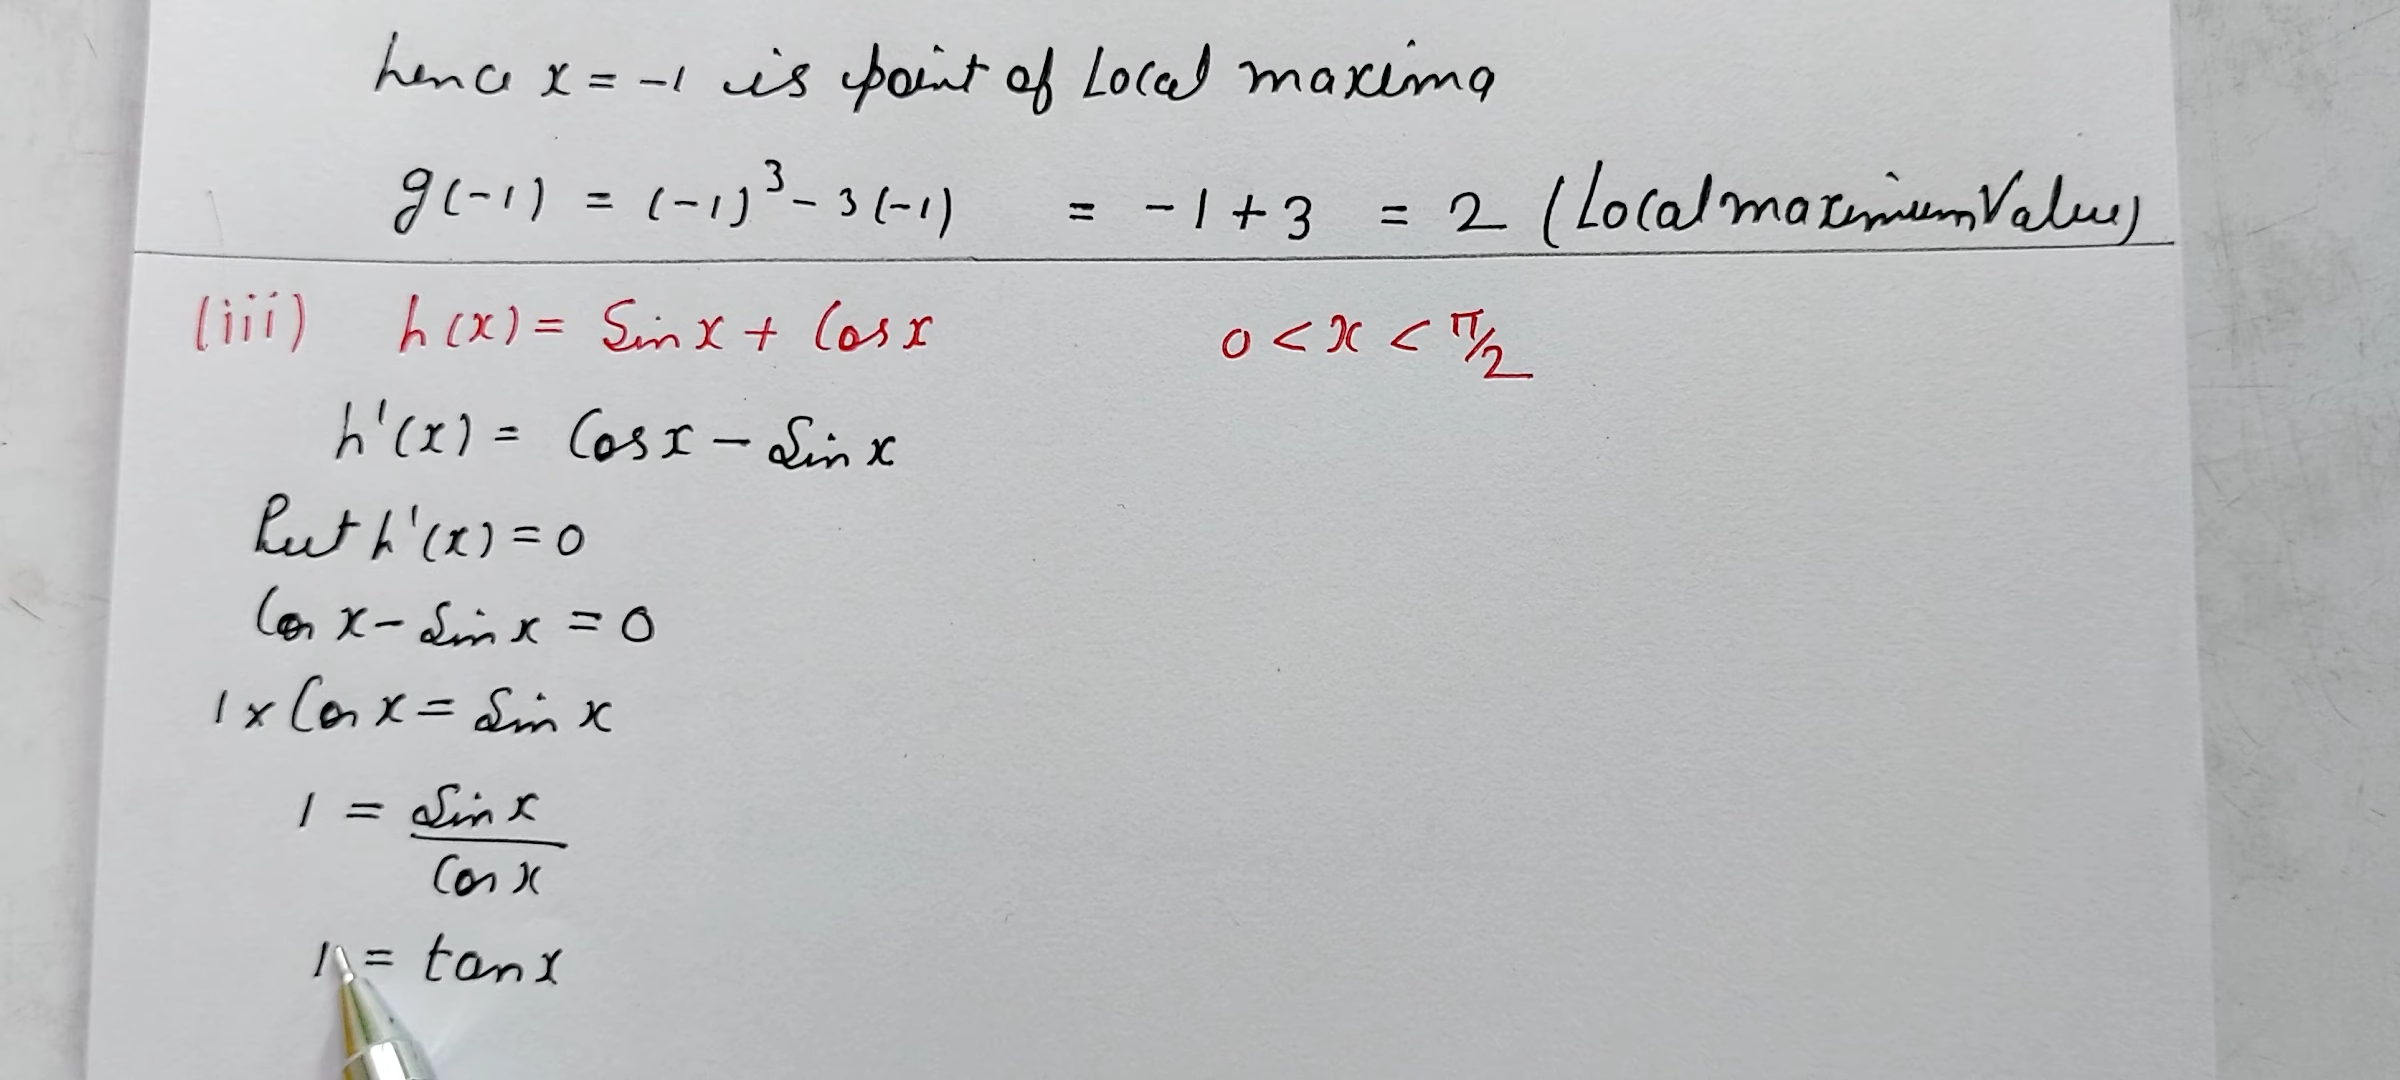 hence x = -1 is point of Local maxima
g(-1) = (-1)³ - 3(-1) = -1 + 3 = 2 (Local maximum Value)
(iii) h(x) = Sin x + Cos x 0 < x < π/2
h'(x) = Cos x - Sin x
Put h'(x) = 0
Cos x - Sin x = 0
1 x Cos x = Sin x
1 = Sin x
Cos x
1 = tan x